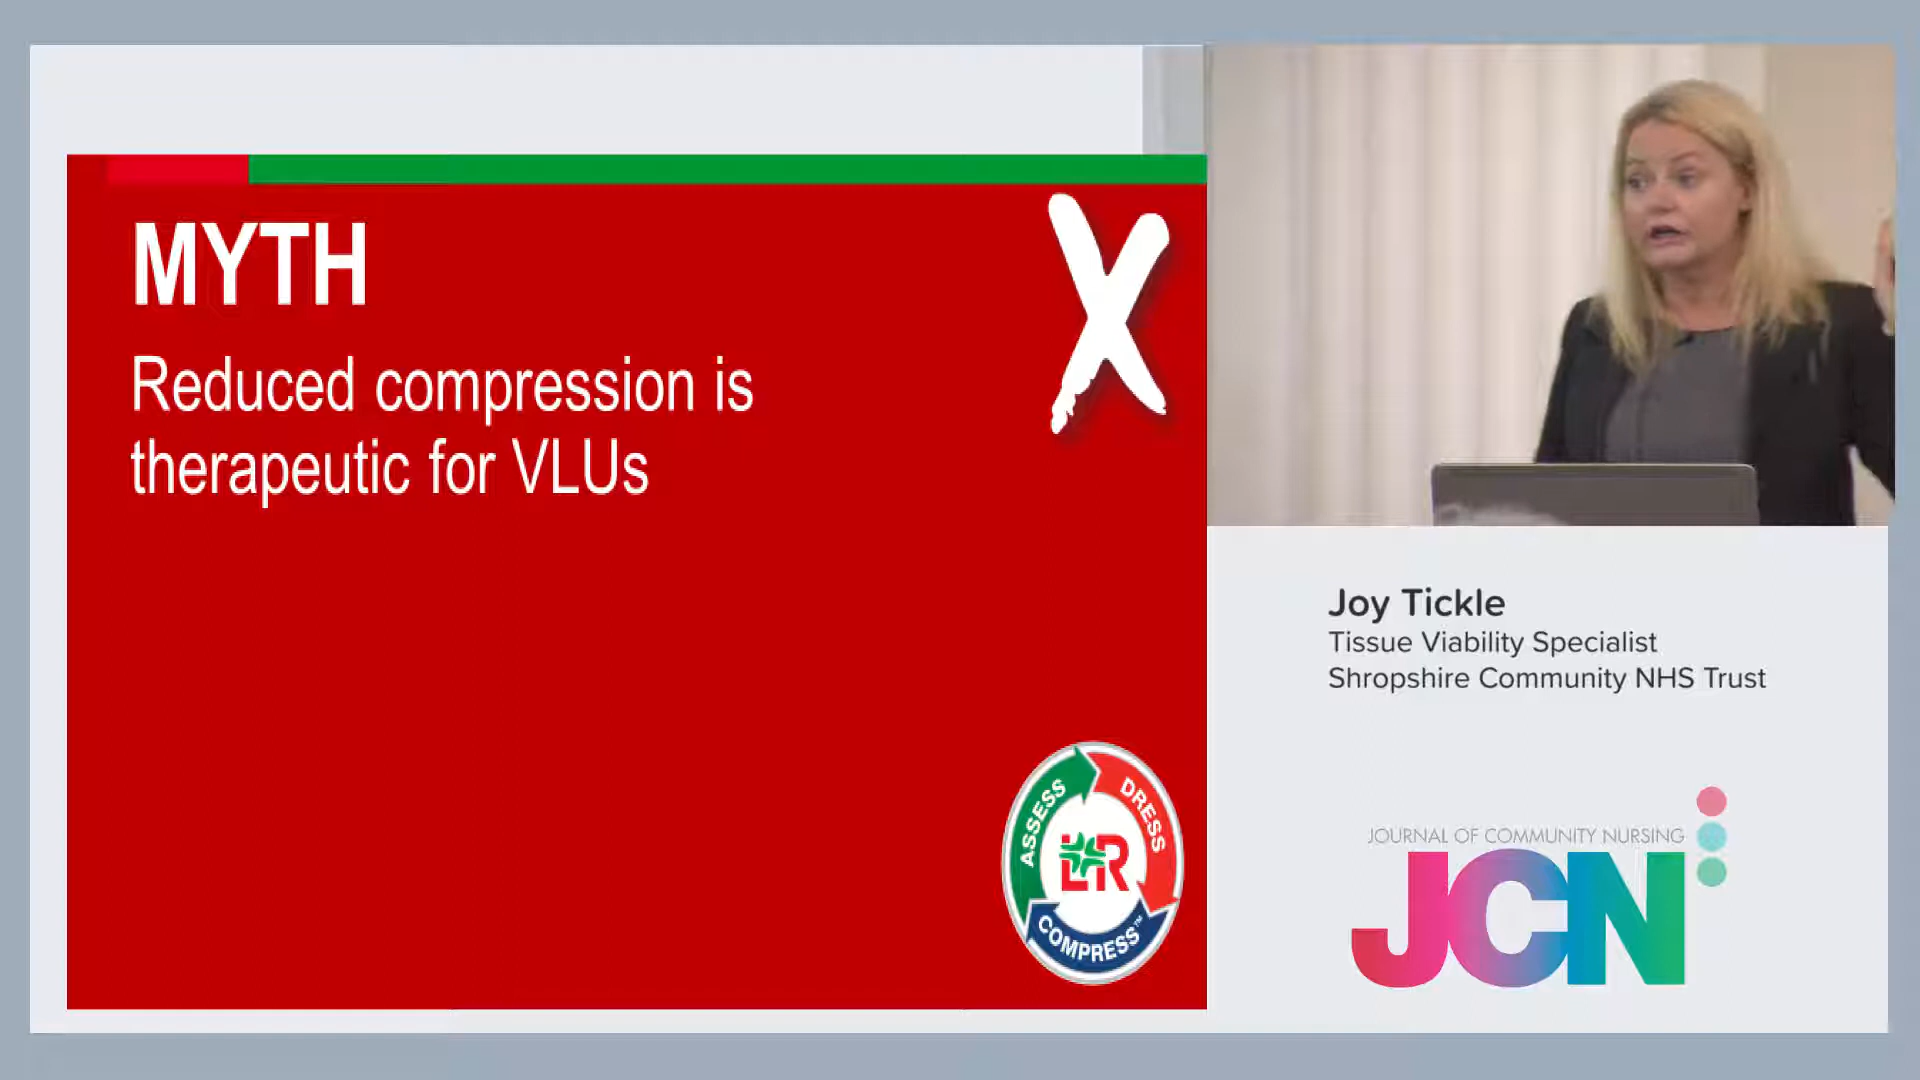 MYTH
Reduced compression is
therapeutic for VLUs
X
ASSESS
DRESS
L&R
COMPRESS™
Joy Tickle
Tissue Viability Specialist
Shropshire Community NHS Trust
JOURNAL OF COMMUNITY NURSING
JCN